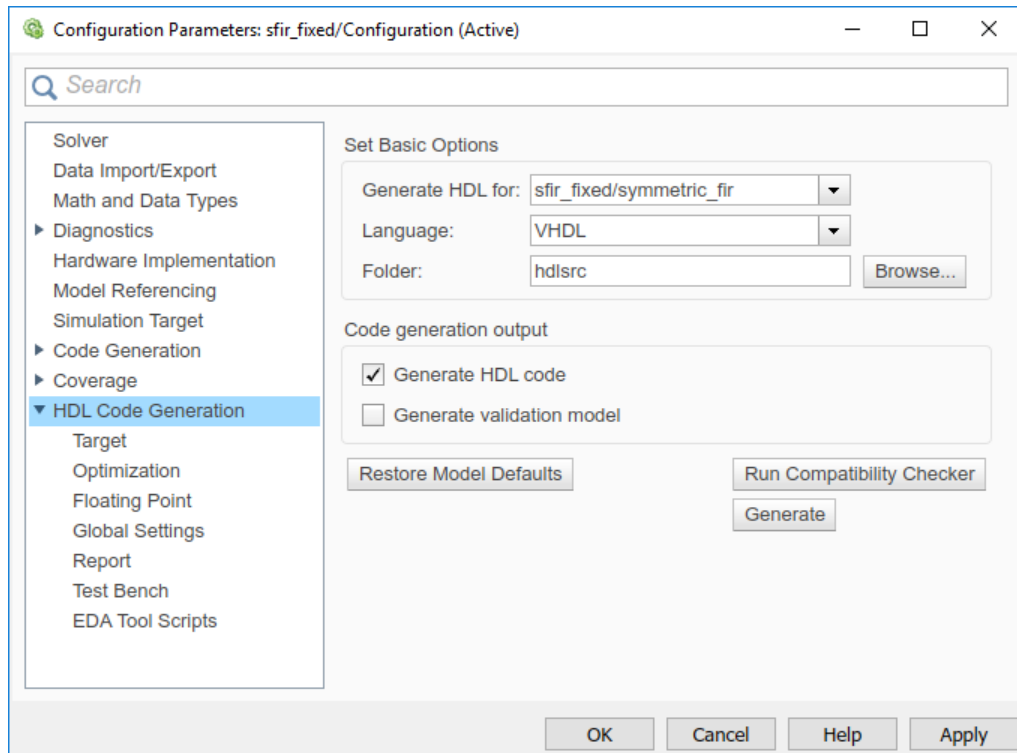 Configuration Parameters: sfir_fixed/Configuration (Active)
Search
Solver
Data Import/Export
Math and Data Types
Diagnostics
Hardware Implementation
Model Referencing
Simulation Target
Code Generation
Coverage
HDL Code Generation
Target
Optimization
Floating Point
Global Settings
Report
Test Bench
EDA Tool Scripts
Set Basic Options
Generate HDL for: sfir_fixed/symmetric_fir
Language: VHDL
Folder: hdlsrc Browse...
Code generation output
Generate HDL code
Generate validation model
Restore Model Defaults Run Compatibility Checker
Generate
OK Cancel Help Apply